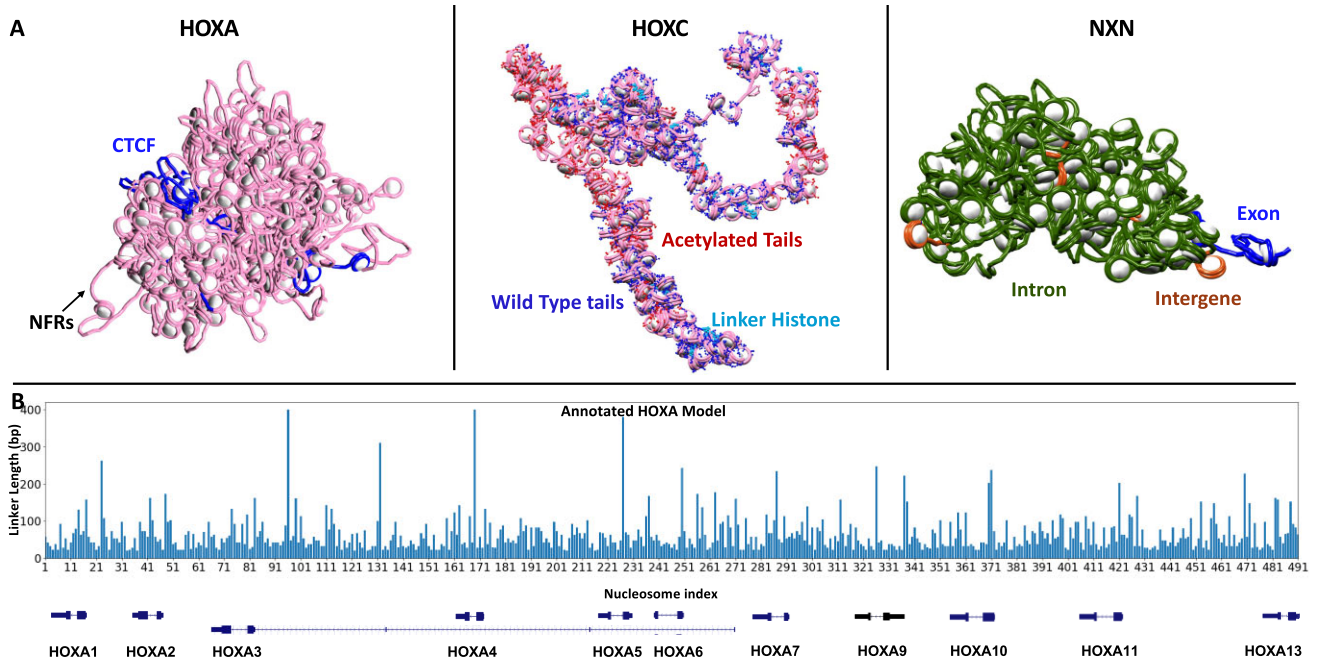 A
HOXA
HOXC
NXN
CTCF
NFRs
Acetylated Tails
Wild Type tails
Linker Histone
Exon
Intron
Intergene
B
Annotated HOXA Model
Linker Length (bp)
400
300
200
100
0
1 11 21 31 41 51 61 71 81 91 101 111 121 131 141 151 161 171 181 191 201 211 221 231 241 251 261 271 281 291 301 311 321 331 341 351 361 371 381 391 401 411 421 431 441 451 461 471 481 491
Nucleosome index
HOXA1 HOXA2 HOXA3 HOXA4 HOXA5 HOXA6 HOXA7 HOXA9 HOXA10 HOXA11 HOXA13